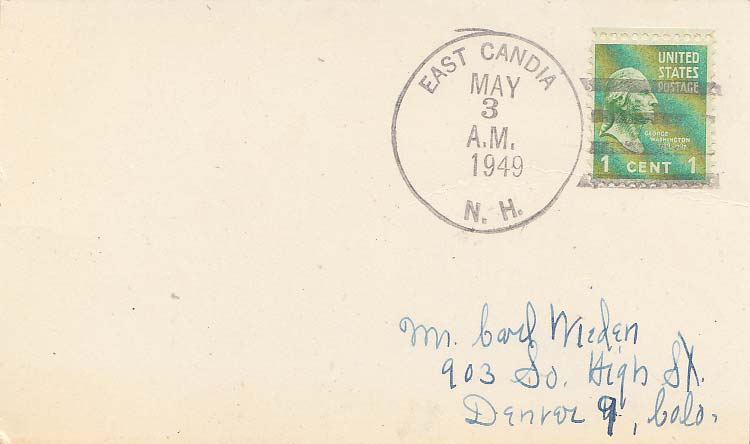 EAST CANDIA
MAY
3
A.M.
1949
N. H.
UNITED
STATES
POSTAGE
GEORGE
WASHINGTON
1 CENT 1
Mr. Carl Wieden
903 So. High St.
Denver 9, Colo.